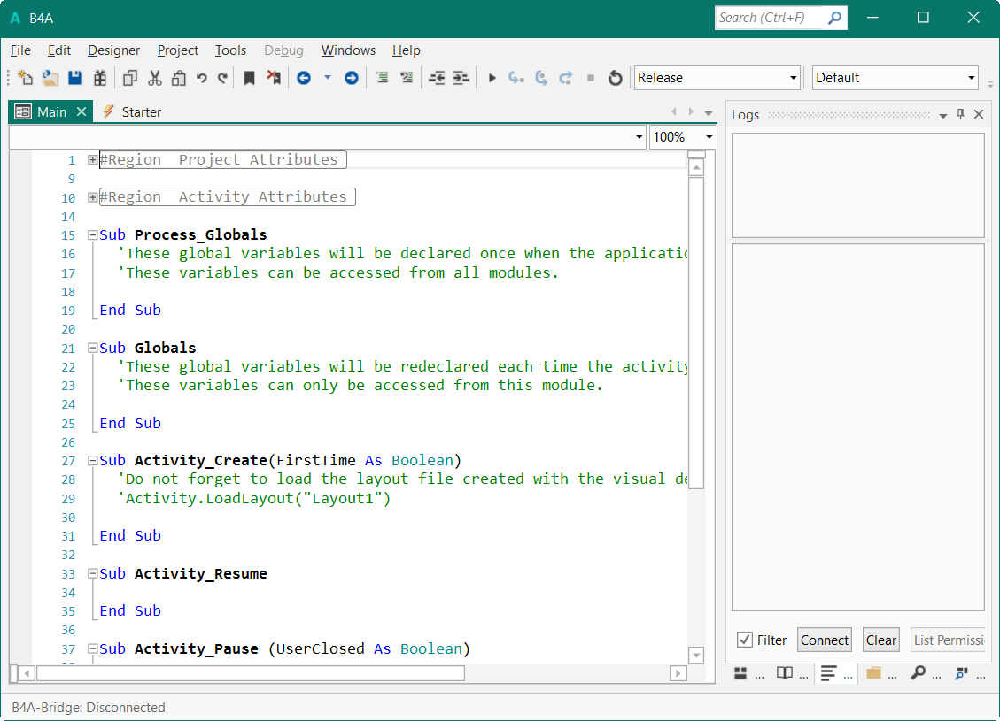 B4A
Search (Ctrl+F)
File Edit Designer Project Tools Debug Windows Help
Release Default
Main Starter
Logs
100%
1 #Region  Project Attributes
9
10 #Region  Activity Attributes
14
15 Sub Process_Globals
16 'These global variables will be declared once when the applicatio
17 'These variables can be accessed from all modules.
18
19 End Sub
20
21 Sub Globals
22 'These global variables will be redeclared each time the activity
23 'These variables can only be accessed from this module.
24
25 End Sub
26
27 Sub Activity_Create(FirstTime As Boolean)
28 'Do not forget to load the layout file created with the visual de
29 'Activity.LoadLayout("Layout1")
30
31 End Sub
32
33 Sub Activity_Resume
34
35 End Sub
36
37 Sub Activity_Pause (UserClosed As Boolean)
Filter Connect Clear List Permissi
... ... ... ... ... ...
B4A-Bridge: Disconnected